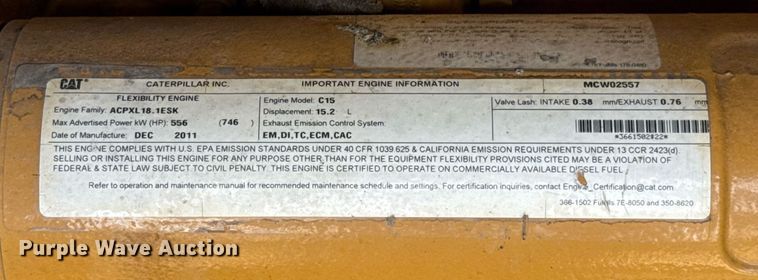 CAT CATERPILLAR INC. IMPORTANT ENGINE INFORMATION MCW02557
FLEXIBILITY ENGINE
Engine Family: ACPXL18.1ESK Engine Model: C15 Valve Lash: INTAKE 0.38 mm/EXHAUST 0.76 mm
Displacement: 15.2 L
Max Advertised Power kW (HP): 556 (746) Exhaust Emission Control System:
*3661502#22*
Date of Manufacture: DEC 2011 EM,DI,TC,ECM,CAC
THIS ENGINE COMPLIES WITH U.S. EPA EMISSION STANDARDS UNDER 40 CFR 1039.625 & CALIFORNIA EMISSION REQUIREMENTS UNDER 13 CCR 2423(d).
SELLING OR INSTALLING THIS ENGINE FOR ANY PURPOSE OTHER THAN FOR THE EQUIPMENT FLEXIBILITY PROVISIONS CITED MAY BE A VIOLATION OF
FEDERAL & STATE LAW SUBJECT TO CIVIL PENALTY. THIS ENGINE IS CERTIFIED TO OPERATE ON COMMERCIALLY AVAILABLE DIESEL FUEL.
Refer to operation and maintenance manual for recommended maintenance schedule and settings. For certification inquiries, contact Engine_Certification@cat.com
366-1502 Fulfills 7E-8050 and 350-8620
Purple Wave Auction